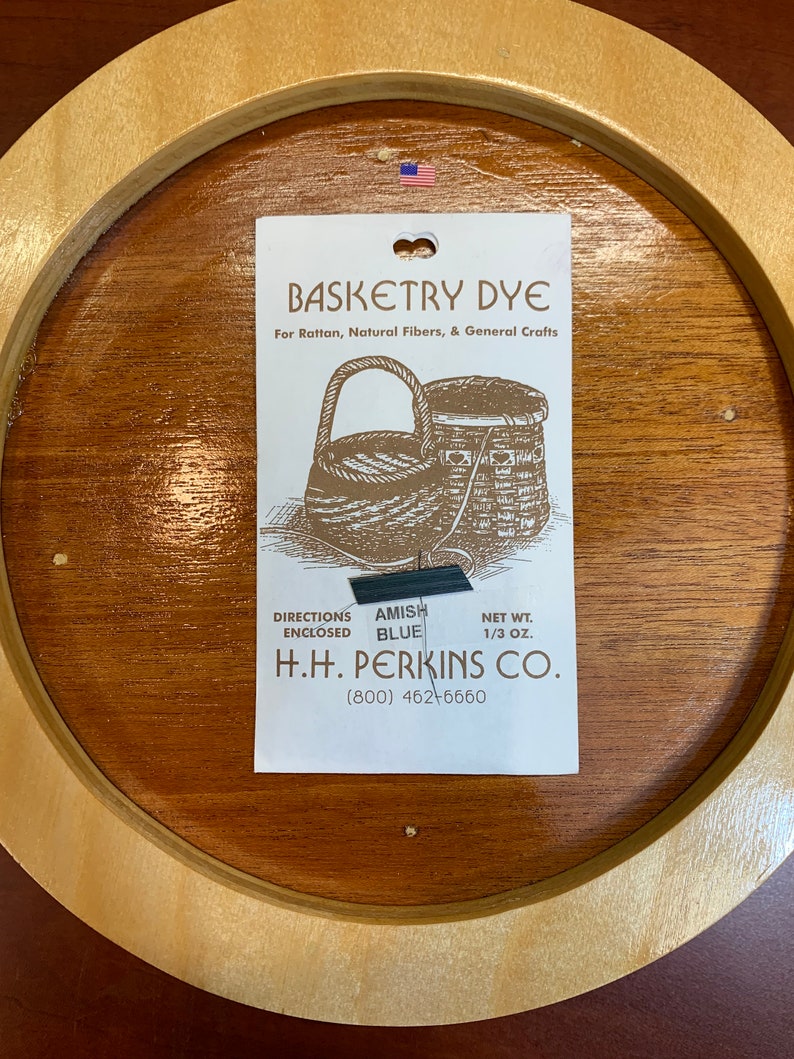 BASKETRY DYE
For Rattan, Natural Fibers, & General Crafts
DIRECTIONS
ENCLOSED
AMISH
BLUE
NET WT.
1/3 OZ.
H.H. PERKINS CO.
(800) 462-6660